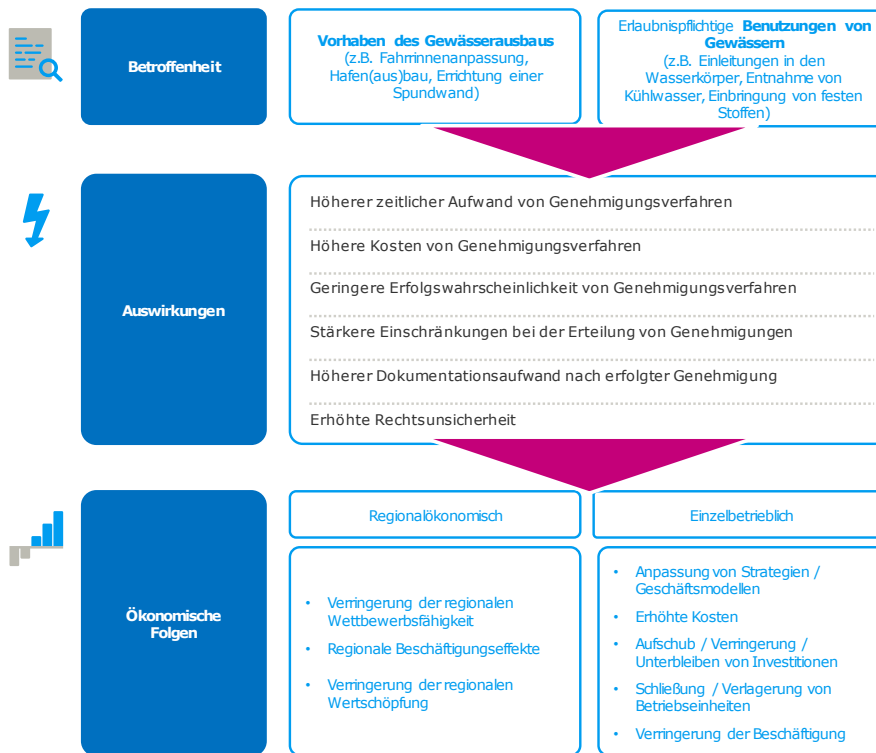 Betroffenheit
Vorhaben des Gewässerausbaus
(z.B. Fahrrinnenanpassung,
Hafen(aus)bau, Errichtung einer
Spundwand)
Erlaubnispflichtige Benutzungen von
Gewässern
(z.B. Einleitungen in den
Wasserkörper, Entnahme von
Kühlwasser, Einbringung von festen
Stoffen)
Auswirkungen
Höherer zeitlicher Aufwand von Genehmigungsverfahren
Höhere Kosten von Genehmigungsverfahren
Geringere Erfolgswahrscheinlichkeit von Genehmigungsverfahren
Stärkere Einschränkungen bei der Erteilung von Genehmigungen
Höherer Dokumentationsaufwand nach erfolgter Genehmigung
Erhöhte Rechtsunsicherheit
Ökonomische
Folgen
Regionalökonomisch
• Verringerung der regionalen
Wettbewerbsfähigkeit
• Regionale Beschäftigungseffekte
• Verringerung der regionalen
Wertschöpfung
Einzelbetrieblich
• Anpassung von Strategien /
Geschäftsmodellen
• Erhöhte Kosten
• Aufschub / Verringerung /
Unterbleiben von Investitionen
• Schließung / Verlagerung von
Betriebseinheiten
• Verringerung der Beschäftigung